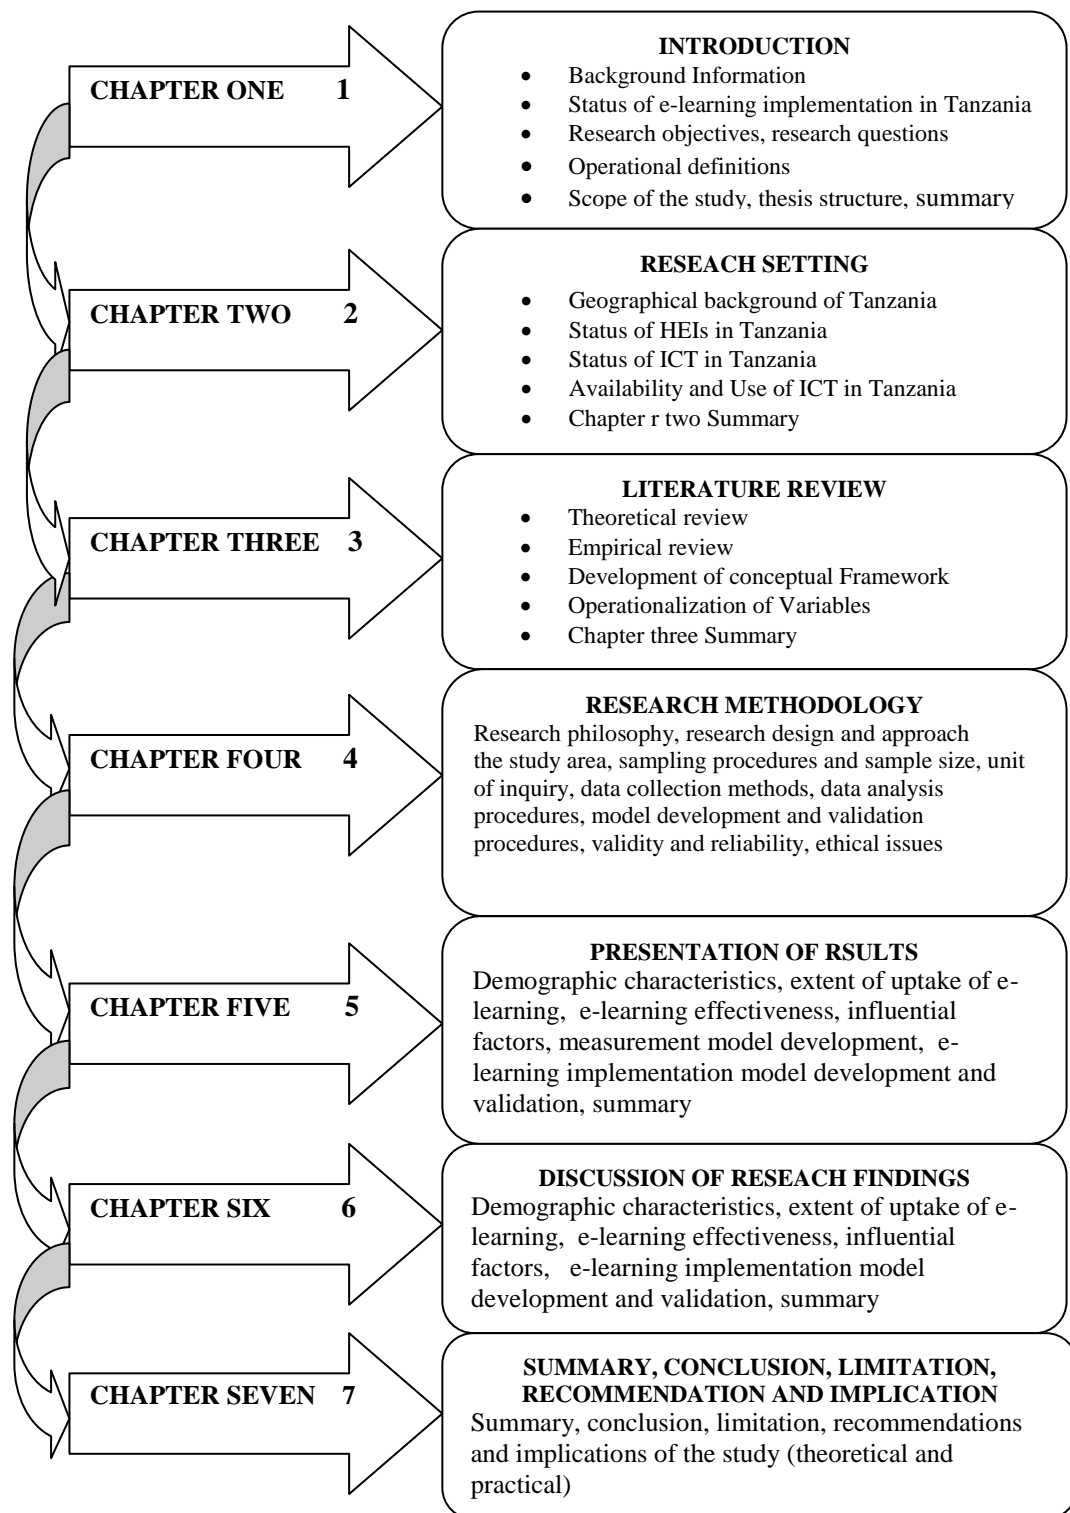 CHAPTER ONE 1
INTRODUCTION
• Background Information
• Status of e-learning implementation in Tanzania
• Research objectives, research questions
• Operational definitions
• Scope of the study, thesis structure, summary
CHAPTER TWO 2
RESEACH SETTING
• Geographical background of Tanzania
• Status of HEIs in Tanzania
• Status of ICT in Tanzania
• Availability and Use of ICT in Tanzania
• Chapter r two Summary
CHAPTER THREE 3
LITERATURE REVIEW
• Theoretical review
• Empirical review
• Development of conceptual Framework
• Operationalization of Variables
• Chapter three Summary
CHAPTER FOUR 4
RESEARCH METHODOLOGY
Research philosophy, research design and approach
the study area, sampling procedures and sample size, unit
of inquiry, data collection methods, data analysis
procedures, model development and validation
procedures, validity and reliability, ethical issues
CHAPTER FIVE 5
PRESENTATION OF RSULTS
Demographic characteristics, extent of uptake of e-
learning, e-learning effectiveness, influential
factors, measurement model development, e-
learning implementation model development and
validation, summary
CHAPTER SIX 6
DISCUSSION OF RESEACH FINDINGS
Demographic characteristics, extent of uptake of e-
learning, e-learning effectiveness, influential
factors, e-learning implementation model
development and validation, summary
CHAPTER SEVEN 7
SUMMARY, CONCLUSION, LIMITATION,
RECOMMENDATION AND IMPLICATION
Summary, conclusion, limitation, recommendations
and implications of the study (theoretical and
practical)